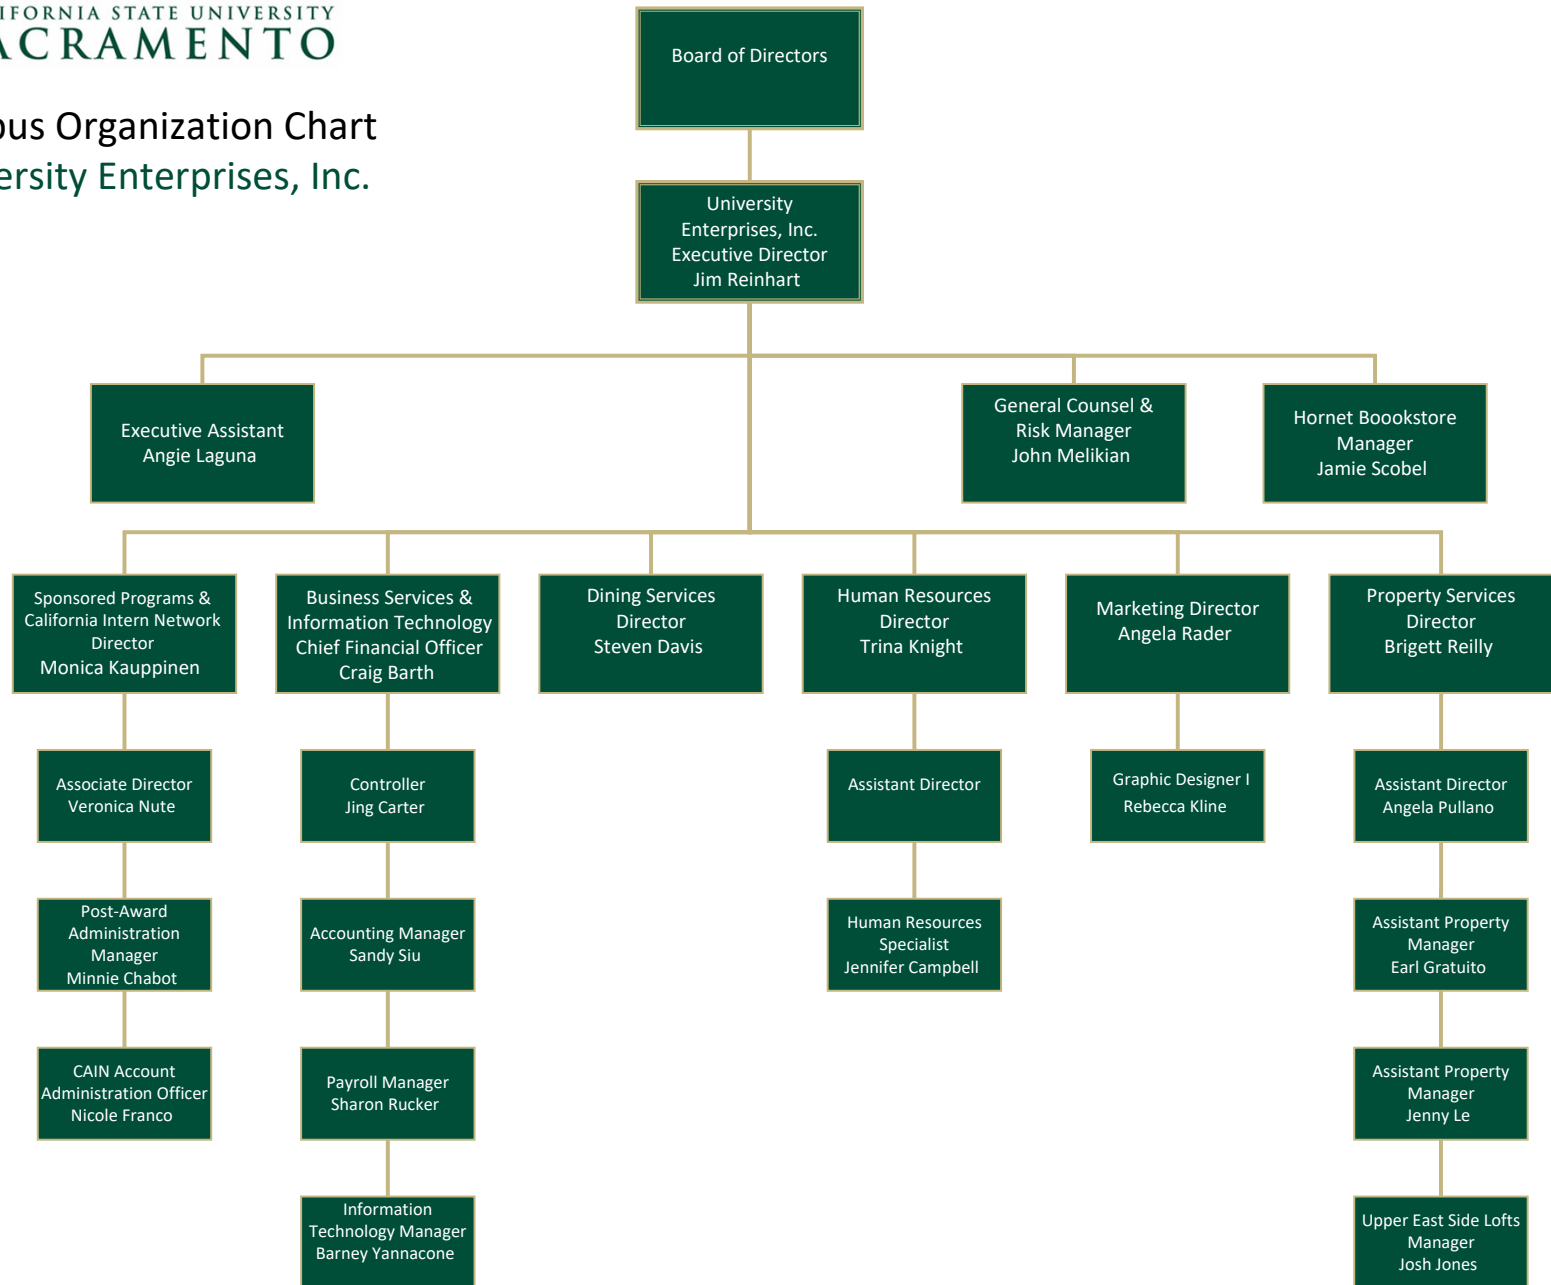 IFORNIA STATE UNIVERSITY
ACRAMENTO
ous Organization Chart
ersity Enterprises, Inc.
Board of Directors
University
Enterprises, Inc.
Executive Director
Jim Reinhart
Executive Assistant
Angie Laguna
General Counsel &
Risk Manager
John Melikian
Hornet Boookstore
Manager
Jamie Scobel
Sponsored Programs &
California Intern Network
Director
Monica Kauppinen
Business Services &
Information Technology
Chief Financial Officer
Craig Barth
Dining Services
Director
Steven Davis
Human Resources
Director
Trina Knight
Marketing Director
Angela Rader
Property Services
Director
Brigett Reilly
Associate Director
Veronica Nute
Controller
Jing Carter
Assistant Director
Graphic Designer I
Rebecca Kline
Assistant Director
Angela Pullano
Post-Award
Administration
Manager
Minnie Chabot
Accounting Manager
Sandy Siu
Human Resources
Specialist
Jennifer Campbell
Assistant Property
Manager
Earl Gratuito
CAIN Account
Administration Officer
Nicole Franco
Payroll Manager
Sharon Rucker
Assistant Property
Manager
Jenny Le
Information
Technology Manager
Barney Yannacone
Upper East Side Lofts
Manager
Josh Jones